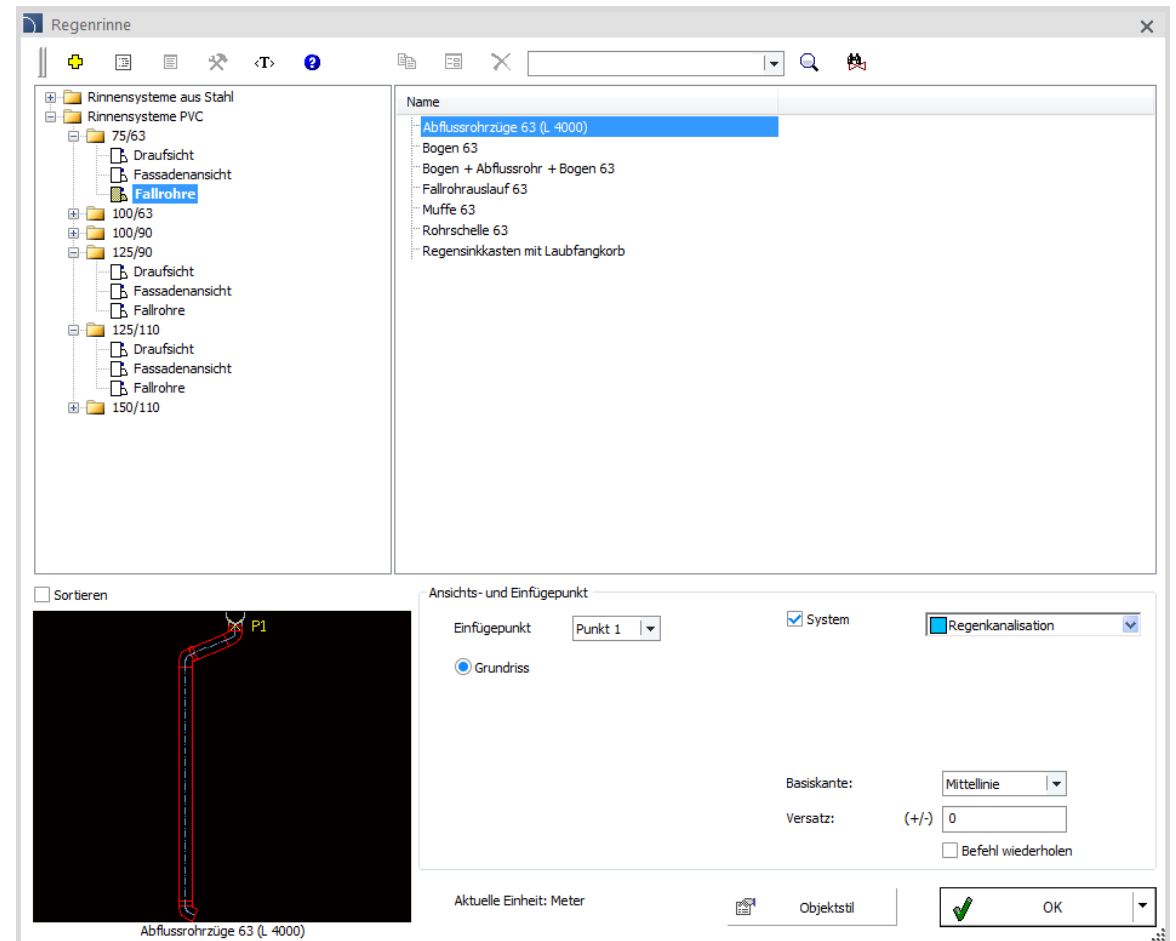 Regenrinne
‹T›
Rinnensysteme aus Stahl
Rinnensysteme PVC
75/63
Draufsicht
Fassadenansicht
Fallrohre
100/63
100/90
125/90
Draufsicht
Fassadenansicht
Fallrohre
125/110
Draufsicht
Fassadenansicht
Fallrohre
150/110
Name
Abflussrohrzüge 63 (L 4000)
Bogen 63
Bogen + Abflussrohr + Bogen 63
Fallrohrauslauf 63
Muffe 63
Rohrschelle 63
Regensinkkasten mit Laubfangkorb
Sortieren
P1
Abflussrohrzüge 63 (L 4000)
Ansichts- und Einfügepunkt
Einfügepunkt Punkt 1
System Regenkanalisation
Grundriss
Basiskante: Mittellinie
Versatz: (+/-) 0
Befehl wiederholen
Aktuelle Einheit: Meter
Objektstil
OK